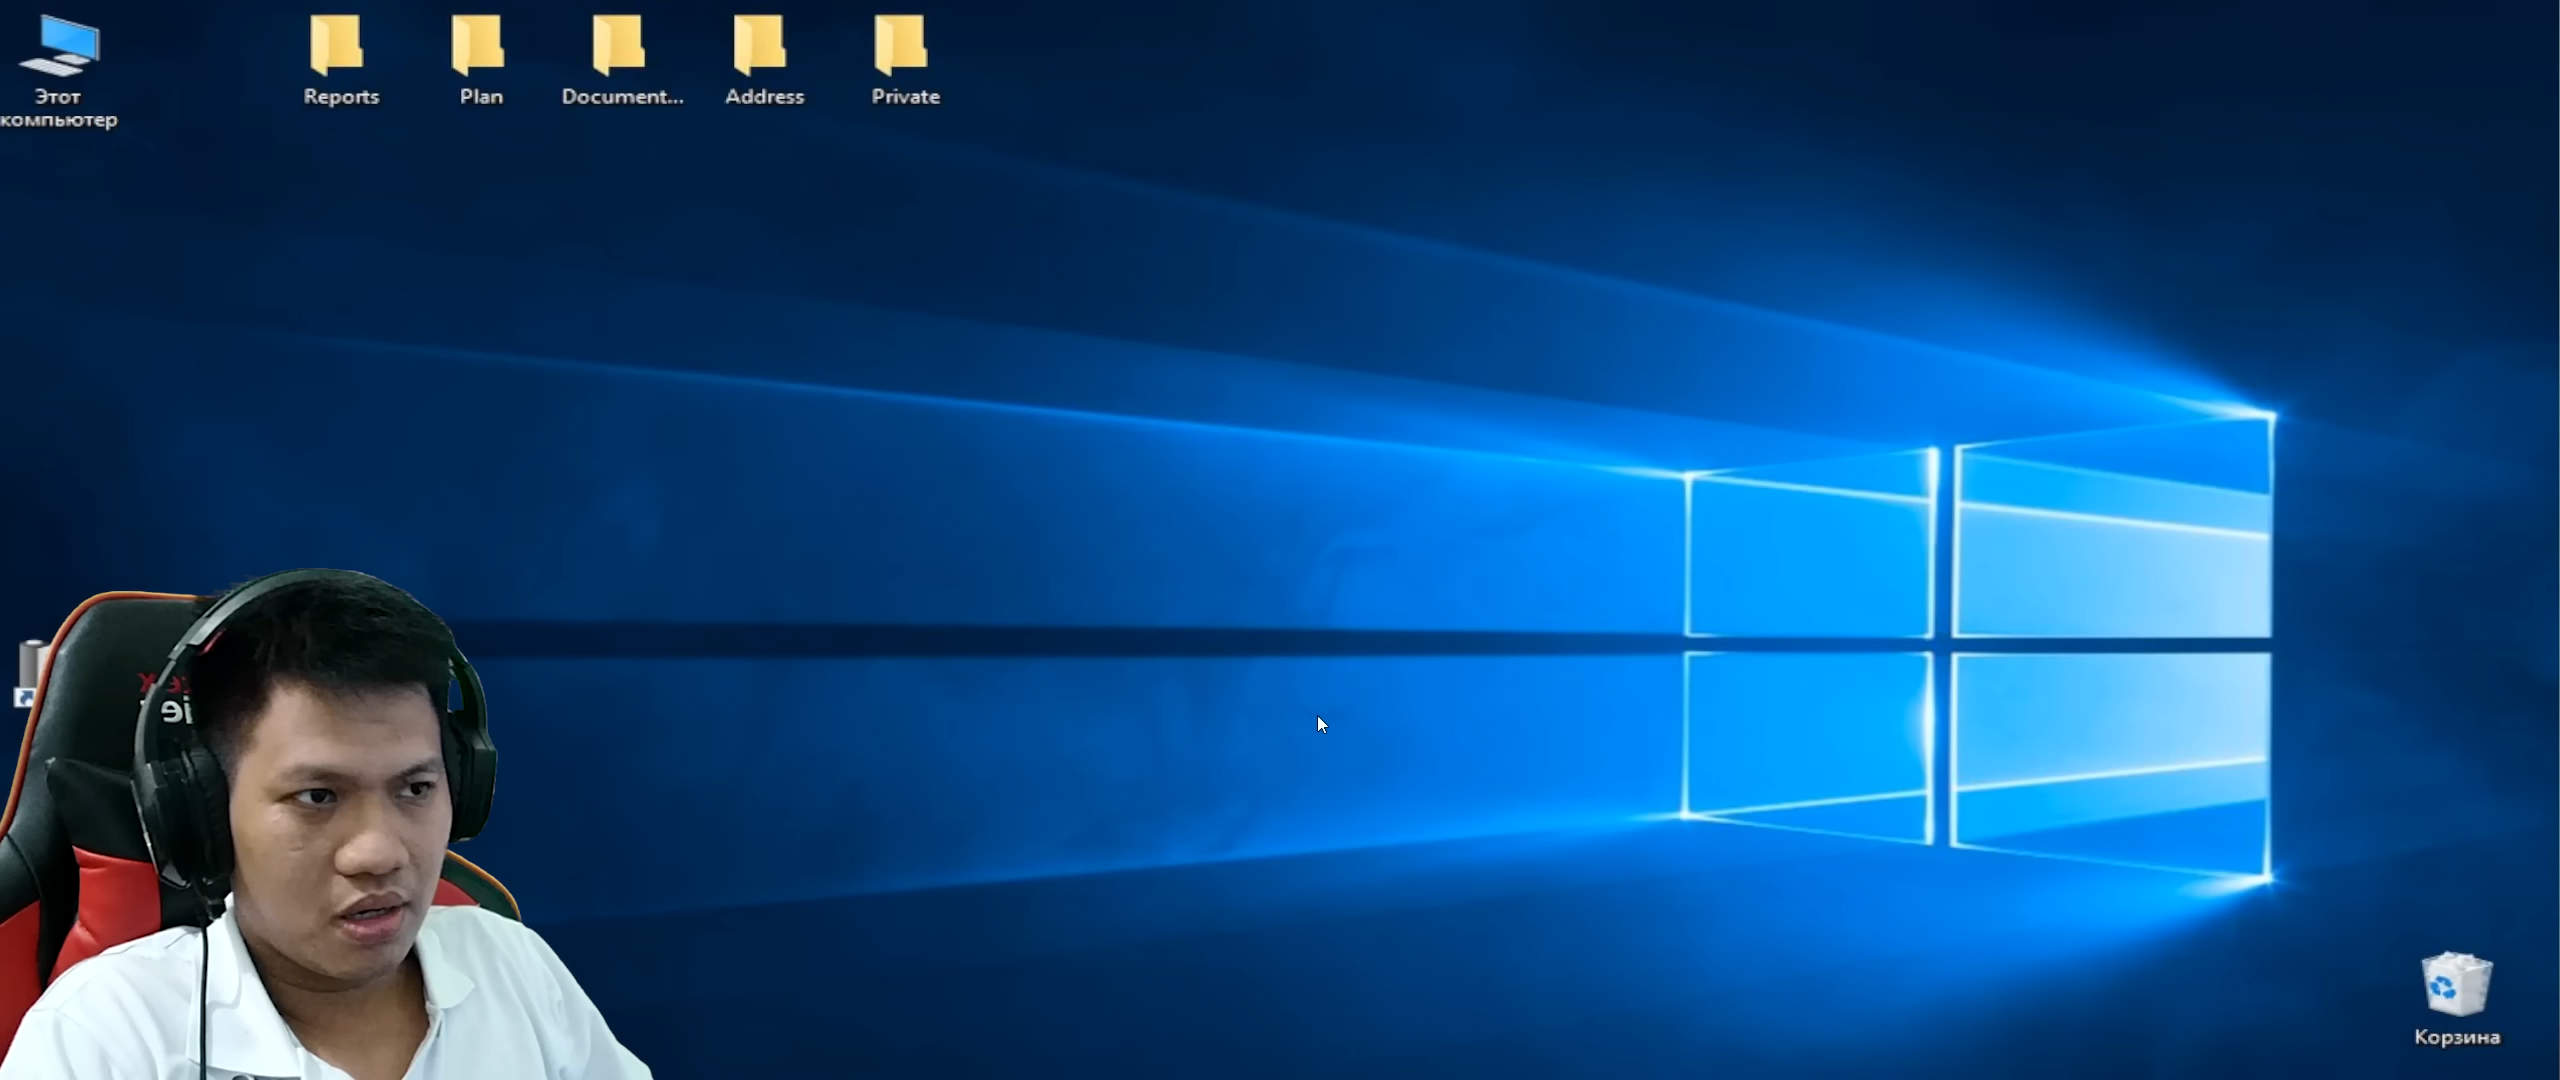 Этот
компьютер
Reports
Plan
Document...
Address
Private
Корзина